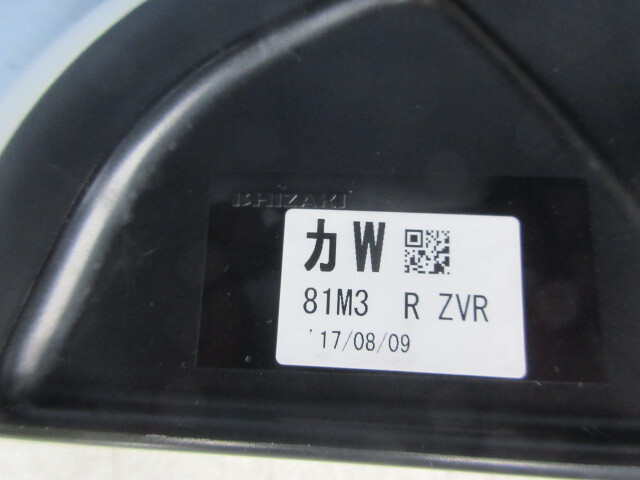 ISHIZAKI
カW
81M3 R ZVR
'17/08/09